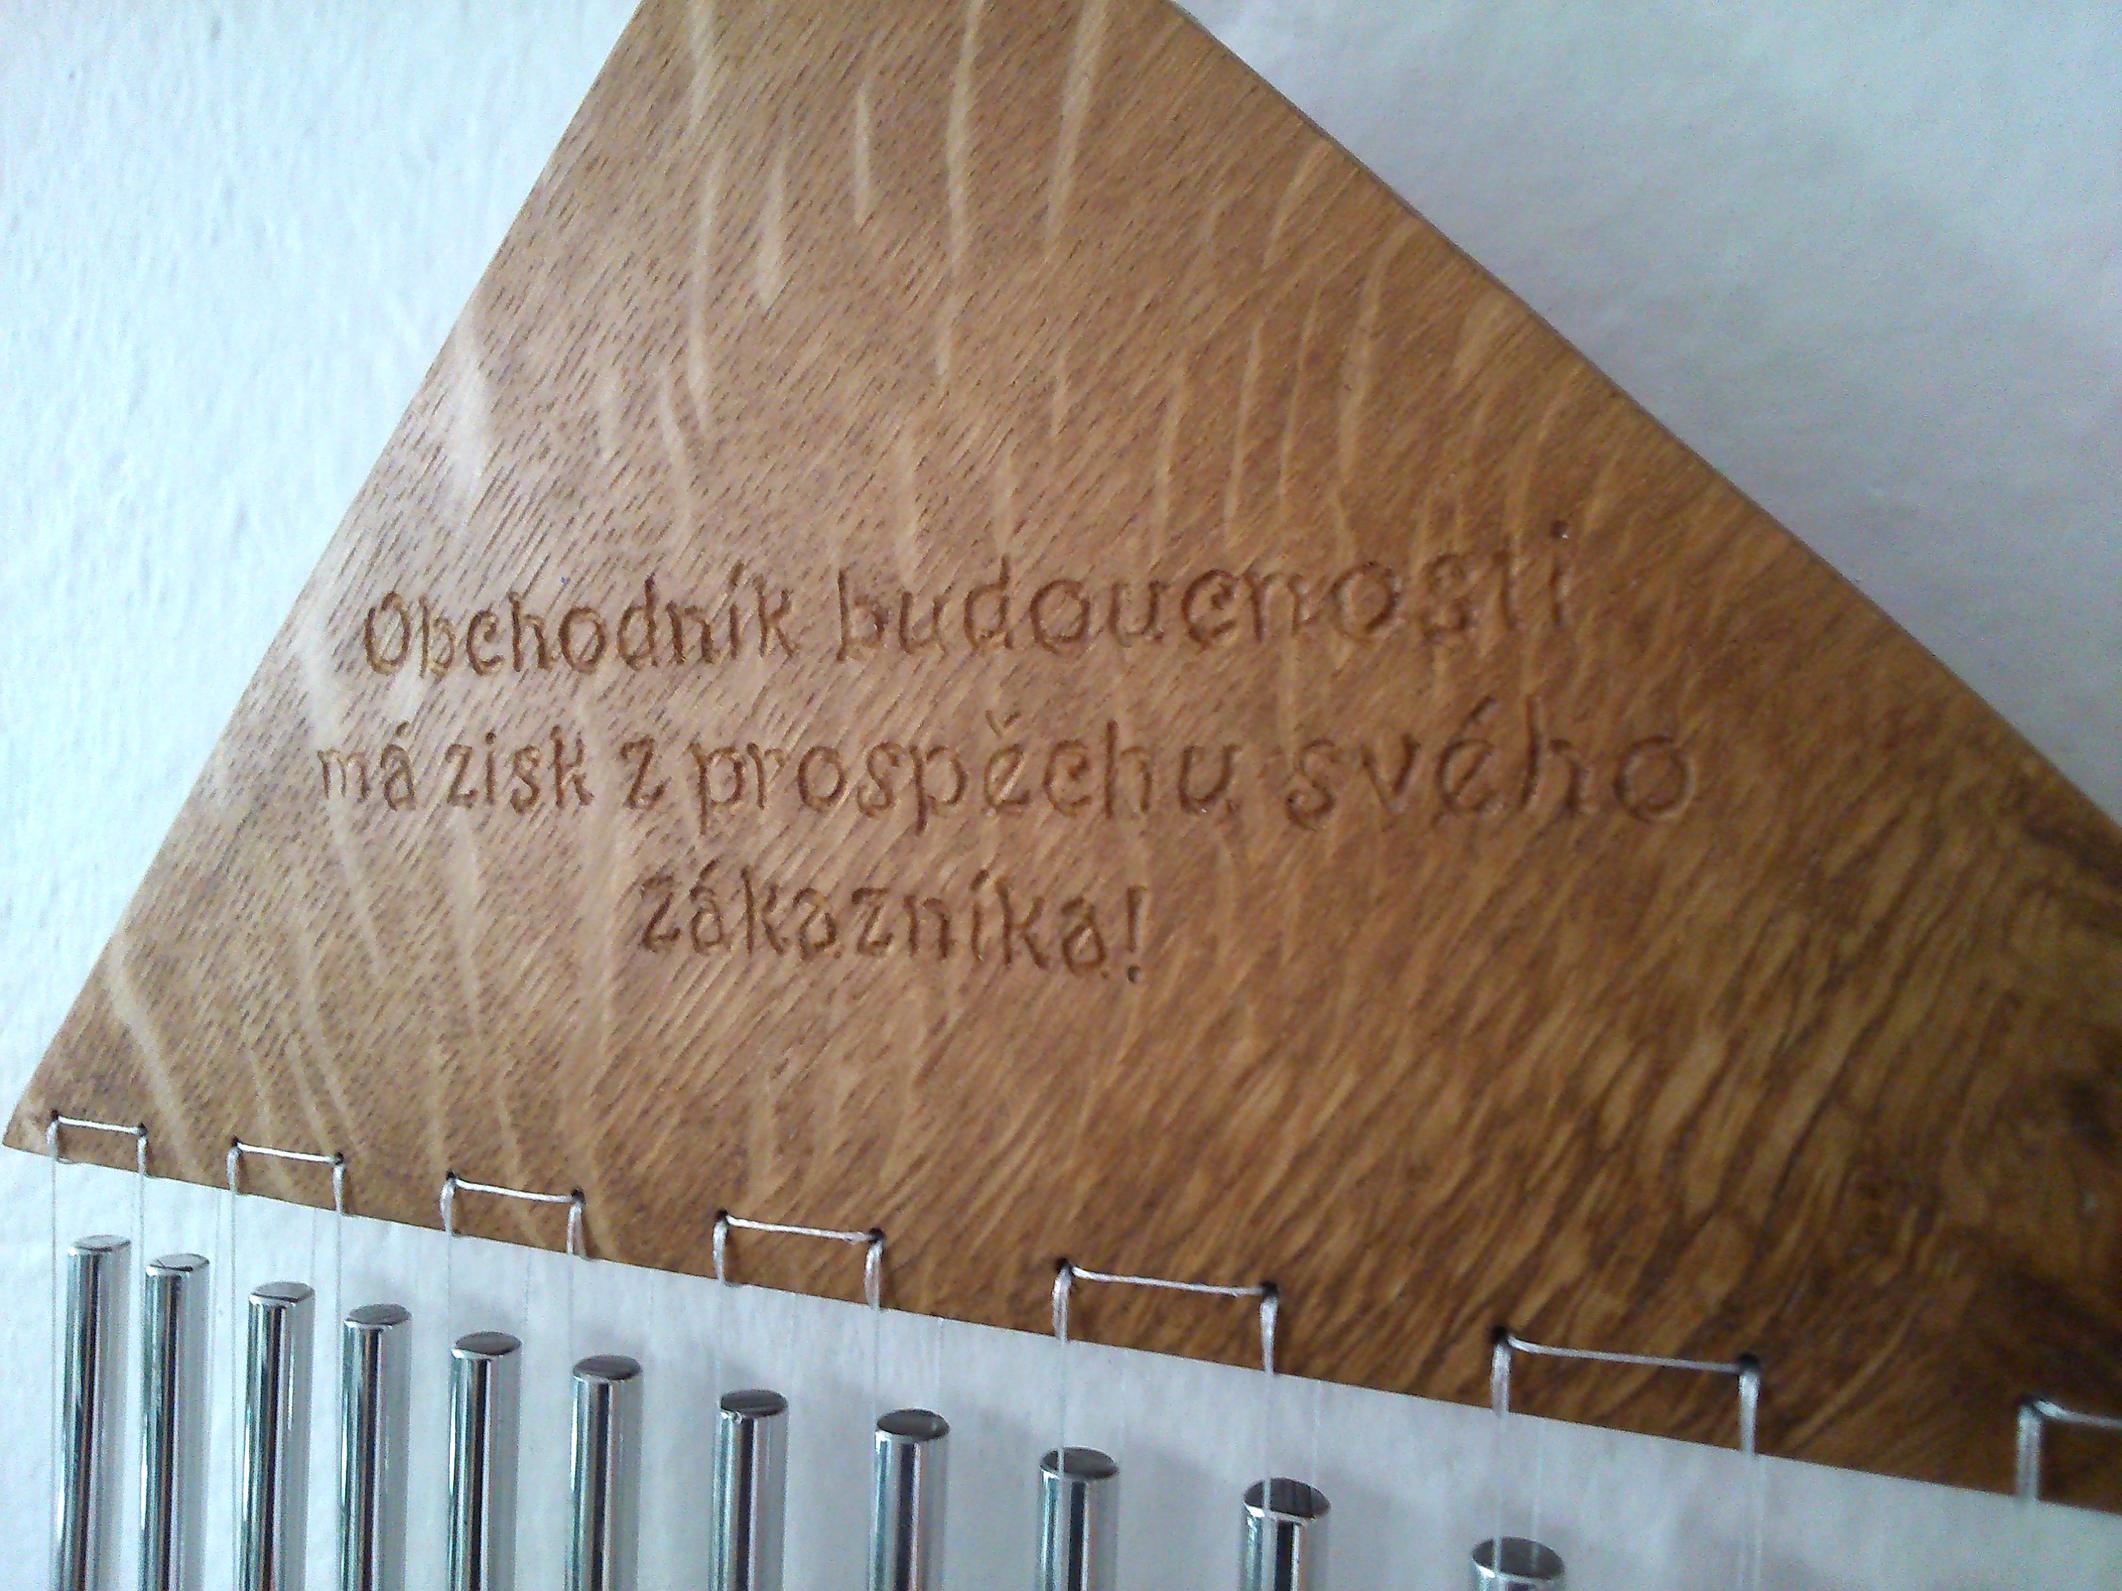 Obchodník budoucnosti
má zisk z prospěchu svého
zákazníka!